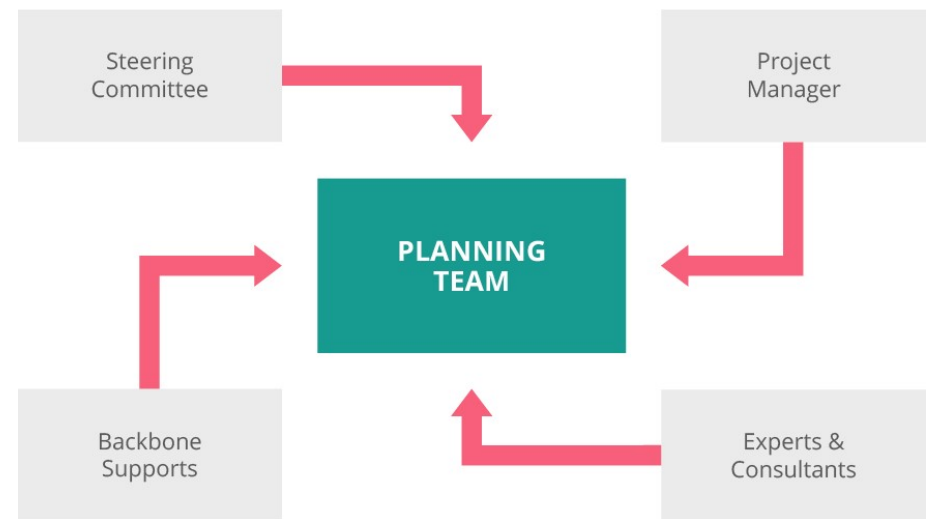 Steering
Committee
Project
Manager
PLANNING
TEAM
Backbone
Supports
Experts &
Consultants